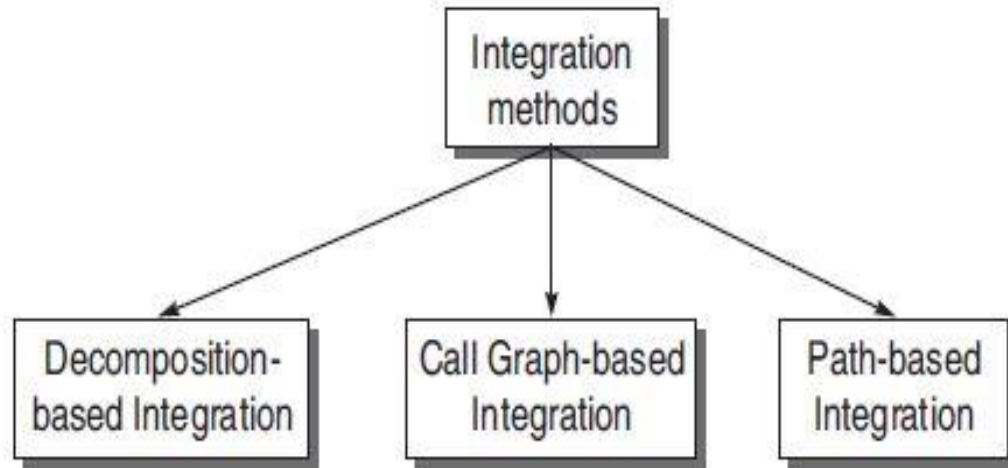 Integration
methods
Decomposition-
based Integration
Call Graph-based
Integration
Path-based
Integration